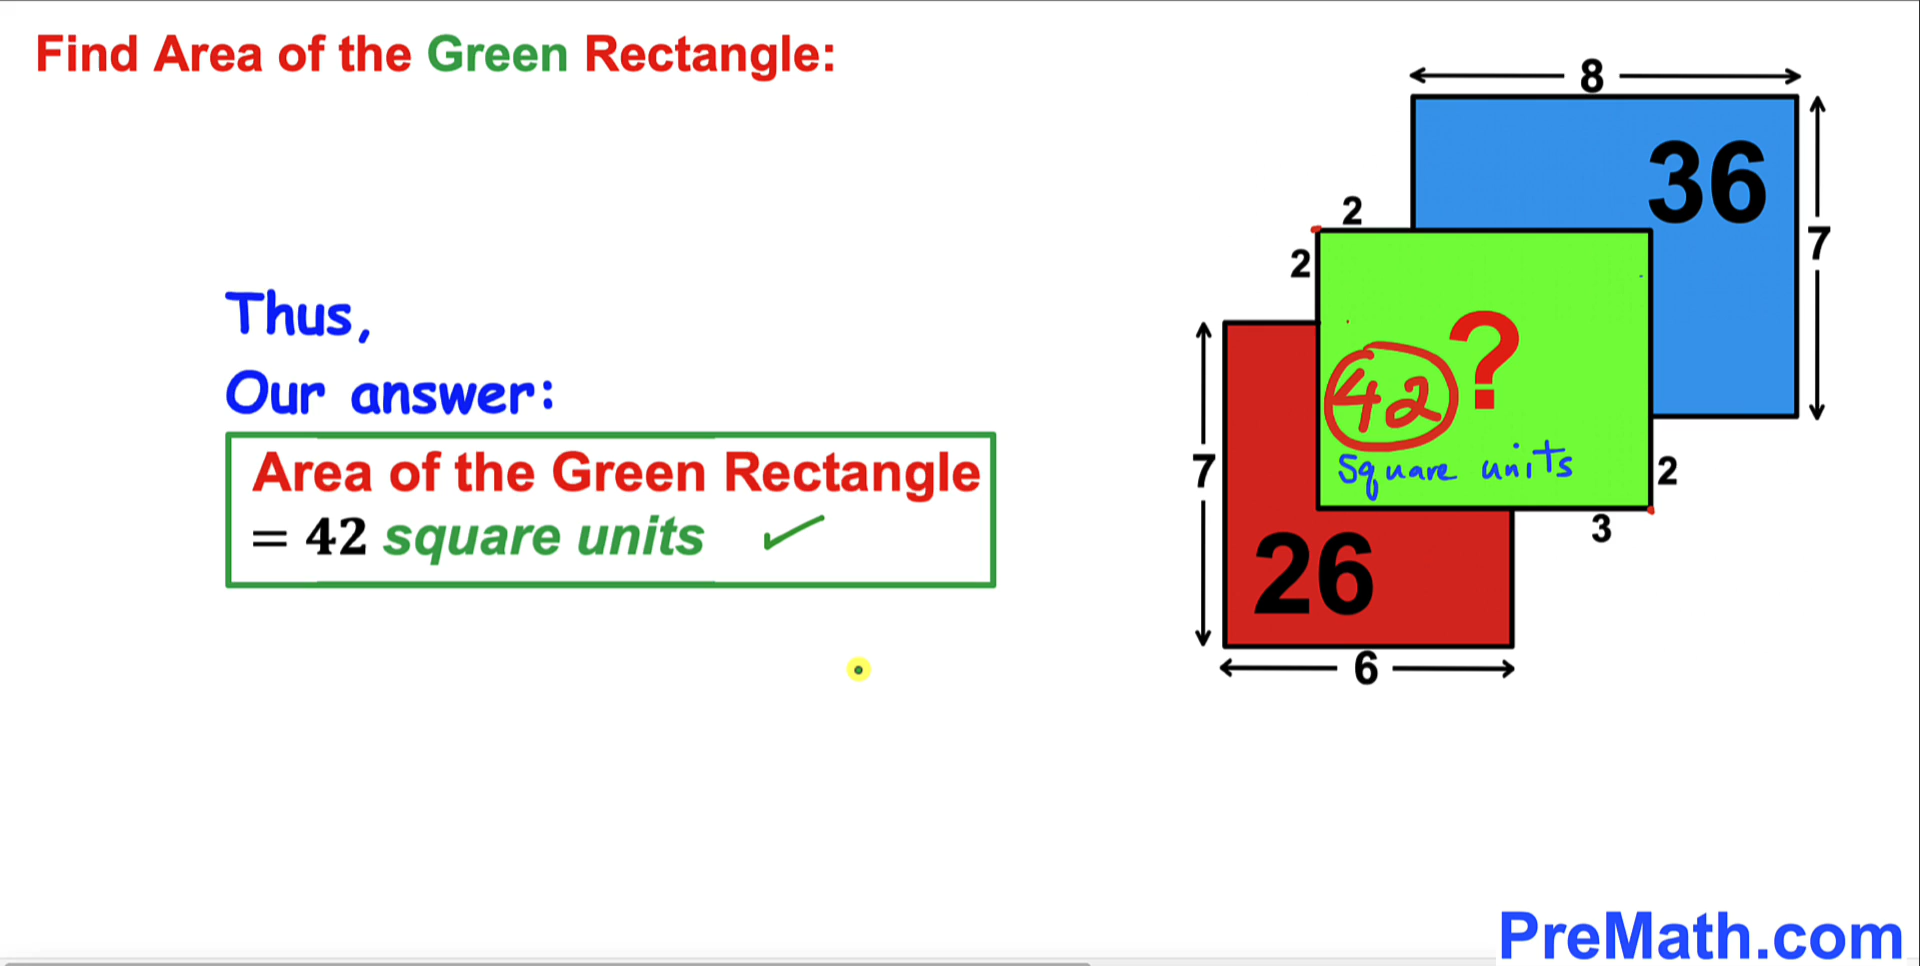 Find Area of the Green Rectangle:
8
36
2
2
7
Thus,
?
42
Our answer:
Area of the Green Rectangle
Square units
2
7
= 42 square units
3
26
6
PreMath.com